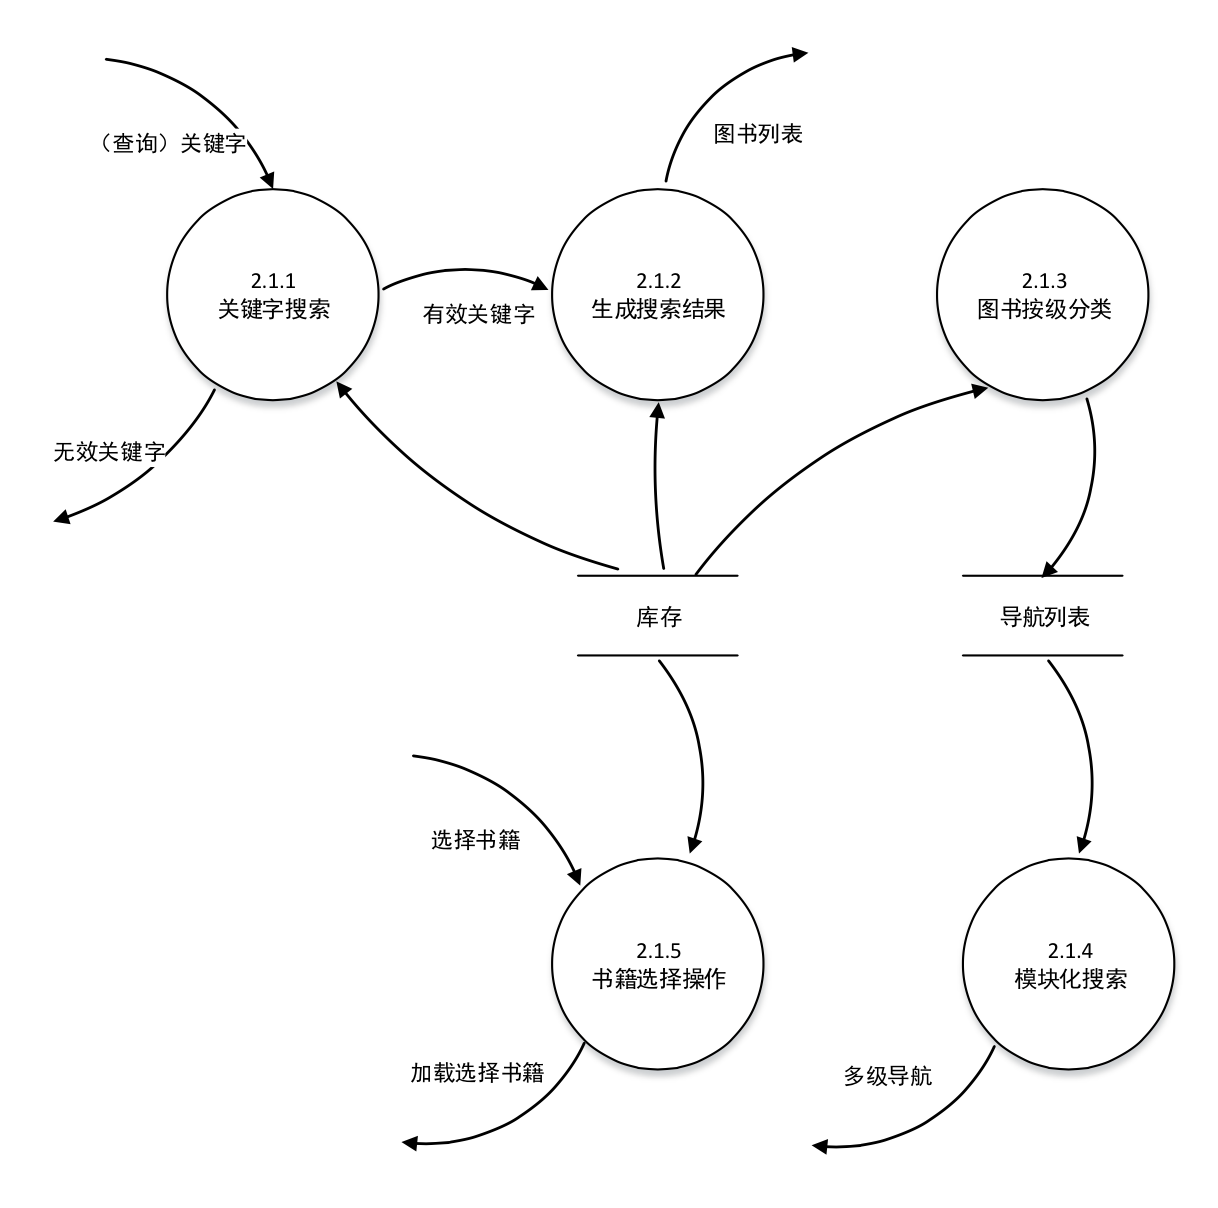 （查询）关键字
图书列表
2.1.1
关键字搜索
有效关键字
2.1.2
生成搜索结果
2.1.3
图书按级分类
无效关键字
库存
导航列表
选择书籍
2.1.5
书籍选择操作
2.1.4
模块化搜索
加载选择书籍
多级导航